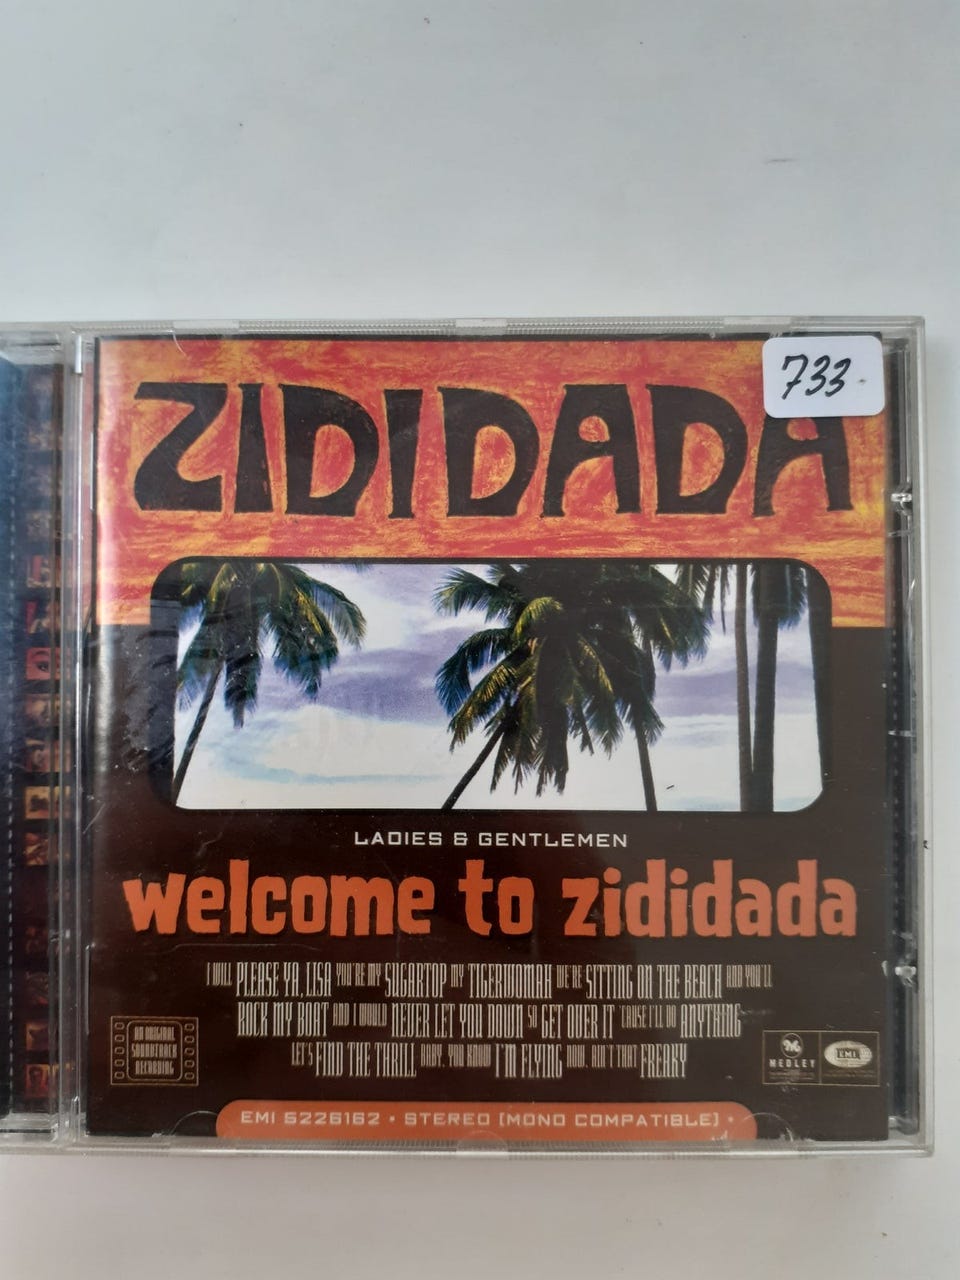 733
ZIDIDADA
LADIES & GENTLEMEN
welcome to zididada
I WILL PLEASE YA, LISA YOU'RE MY SUGARTOP MY TIGERWOMAN WE'RE SITTING ON THE BEACH AND YOU'LL
ROCK MY BOAT AND I WOULD NEVER LET YOU DOWN SO GET OVER IT 'CAUSE I'LL DO ANYTHING
LET'S FIND THE THRILL BABY, YOU KNOW I'M FLYING NOW, AIN'T THAT FREAKY
AN ORIGINAL
SOUNDTRACK
RECORDING
MEDLEY
EMI
EMI 5226162 • STEREO (MONO COMPATIBLE) •